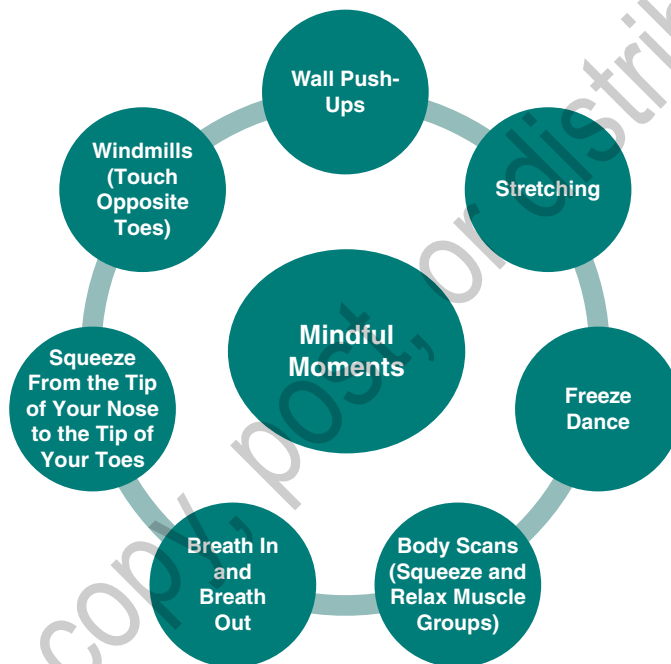 Wall Push-
Ups
Stretching
Freeze
Dance
Body Scans
(Squeeze and
Relax Muscle
Groups)
Breath In
and
Breath
Out
Squeeze
From the Tip
of Your Nose
to the Tip of
Your Toes
Windmills
(Touch
Opposite
Toes)
Mindful
Moments
copy, post, or